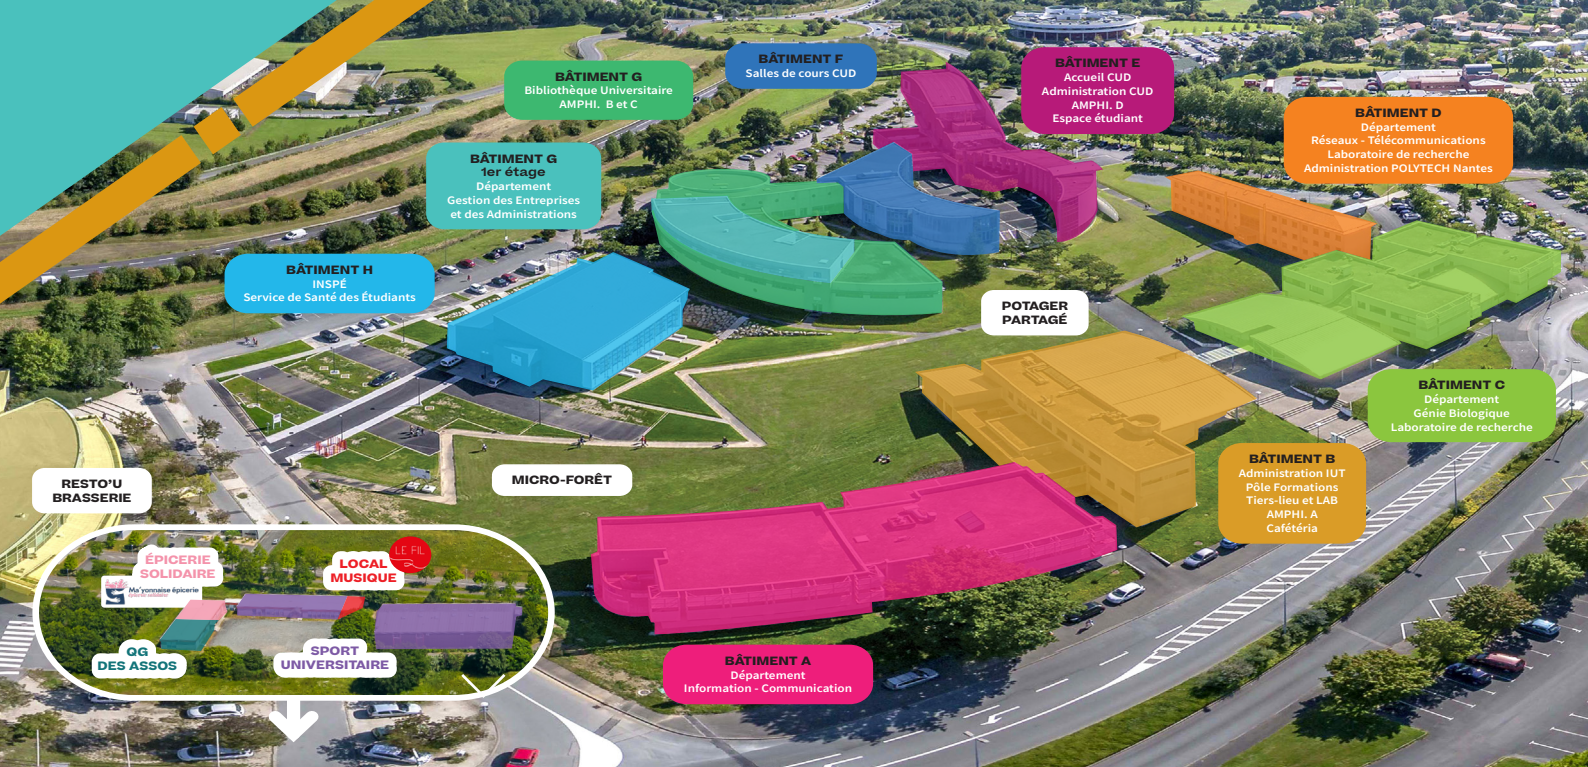 BÂTIMENT F
Salles de cours CUD
BÂTIMENT E
Accueil CUD
Administration CUD
AMPHI. D
Espace étudiant
BÂTIMENT G
Bibliothèque Universitaire
AMPHI. B et C
BÂTIMENT D
Département
Réseaux - Télécommunications
Laboratoire de recherche
Administration POLYTECH Nantes
BÂTIMENT G
1er étage
Département
Gestion des Entreprises
et des Administrations
BÂTIMENT H
INSPÉ
Service de Santé des Étudiants
POTAGER
PARTAGÉ
BÂTIMENT C
Département
Génie Biologique
Laboratoire de recherche
BÂTIMENT B
Administration IUT
Pôle Formations
Tiers-lieu et LAB
AMPHI. A
Cafétéria
RESTO'U
BRASSERIE
MICRO-FORÊT
ÉPICERIE
SOLIDAIRE
Ma'yonnaise épicerie
épicerie solidaire
LE FIL
LOCAL
MUSIQUE
QG
DES ASSOS
SPORT
UNIVERSITAIRE
BÂTIMENT A
Département
Information - Communication